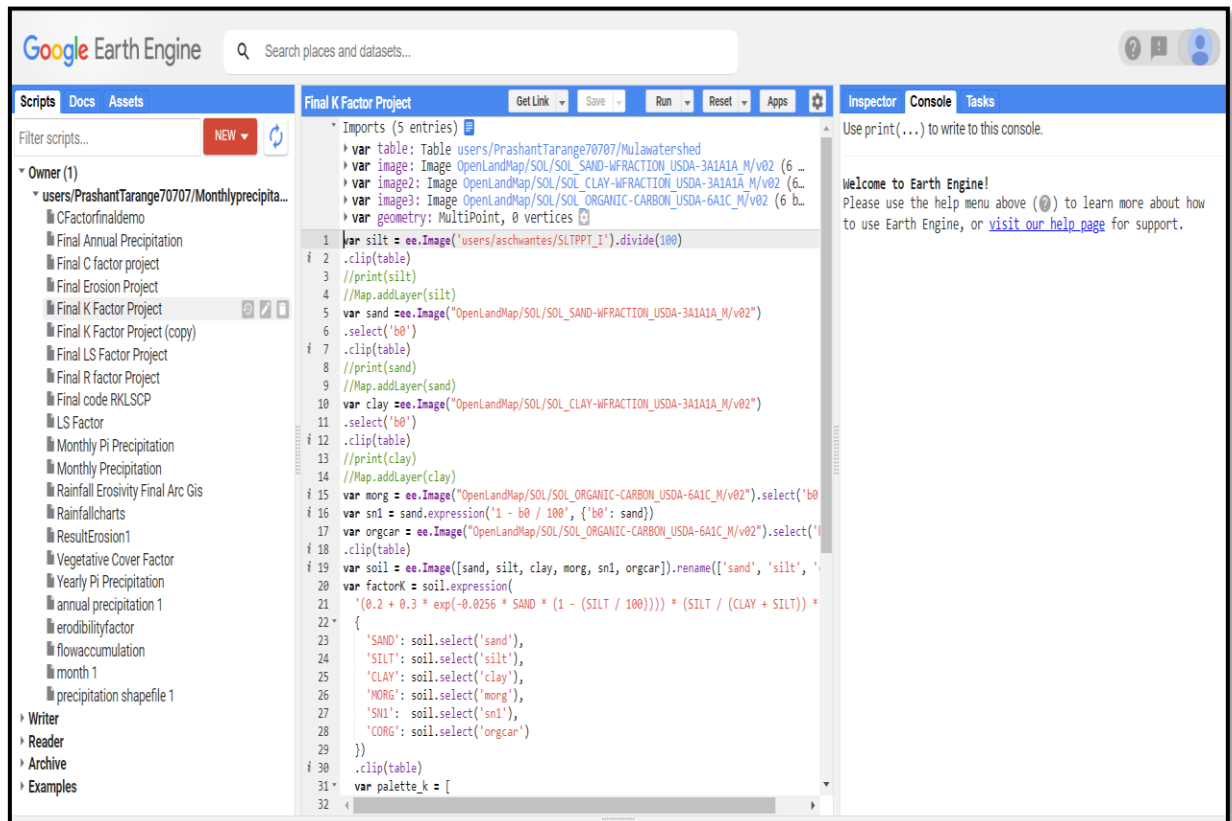 Google Earth Engine
Search places and datasets...
Scripts Docs Assets
Filter scripts...
NEW
Owner (1)
users/PrashantTarange70707/Monthlyprecipita...
CFactorfinaldemo
Final Annual Precipitation
Final C factor project
Final Erosion Project
Final K Factor Project
Final K Factor Project (copy)
Final LS Factor Project
Final R factor Project
Final code RKLSCP
LS Factor
Monthly Pi Precipitation
Monthly Precipitation
Rainfall Erosivity Final Arc Gis
Rainfallcharts
ResultErosion1
Vegetative Cover Factor
Yearly Pi Precipitation
annual precipitation 1
erodibilityfactor
flowaccumulation
month 1
precipitation shapefile 1
Writer
Reader
Archive
Examples
Final K Factor Project Get Link Save Run Reset Apps
Imports (5 entries)
var table: Table users/PrashantTarange70707/Mulawatershed
var image: Image OpenLandMap/SOL/SOL_SAND-WFRACTION_USDA-3A1A1A_M/v02 (6 …
var image2: Image OpenLandMap/SOL/SOL_CLAY-WFRACTION_USDA-3A1A1A_M/v02 (6…
var image3: Image OpenLandMap/SOL/SOL_ORGANIC-CARBON_USDA-6A1C_M/v02 (6 b…
var geometry: MultiPoint, 0 vertices
1 var silt = ee.Image('users/aschwantes/SLTPPT_I').divide(100)
i 2 .clip(table)
3 //print(silt)
4 //Map.addLayer(silt)
5 var sand =ee.Image("OpenLandMap/SOL/SOL_SAND-WFRACTION_USDA-3A1A1A_M/v02")
6 .select('b0')
i 7 .clip(table)
8 //print(sand)
9 //Map.addLayer(sand)
10 var clay =ee.Image("OpenLandMap/SOL/SOL_CLAY-WFRACTION_USDA-3A1A1A_M/v02")
11 .select('b0')
i 12 .clip(table)
13 //print(clay)
14 //Map.addLayer(clay)
i 15 var morg = ee.Image("OpenLandMap/SOL/SOL_ORGANIC-CARBON_USDA-6A1C_M/v02").select('b0
i 16 var sn1 = sand.expression('1 - b0 / 100', {'b0': sand})
17 var orgcar = ee.Image("OpenLandMap/SOL/SOL_ORGANIC-CARBON_USDA-6A1C_M/v02").select('
i 18 .clip(table)
i 19 var soil = ee.Image([sand, silt, clay, morg, sn1, orgcar]).rename(['sand', 'silt', '
20 var factorK = soil.expression(
21 '(0.2 + 0.3 * exp(-0.0256 * SAND * (1 - (SILT / 100)))) * (SILT / (CLAY + SILT)) *
22 {
23 'SAND': soil.select('sand'),
24 'SILT': soil.select('silt'),
25 'CLAY': soil.select('clay'),
26 'MORG': soil.select('morg'),
27 'SN1': soil.select('sn1'),
28 'CORG': soil.select('orgcar')
29 })
i 30 .clip(table)
31 var palette_k = [
32
Inspector Console Tasks
Use print(...) to write to this console.
Welcome to Earth Engine!
Please use the help menu above (?) to learn more about how
to use Earth Engine, or visit our help page for support.